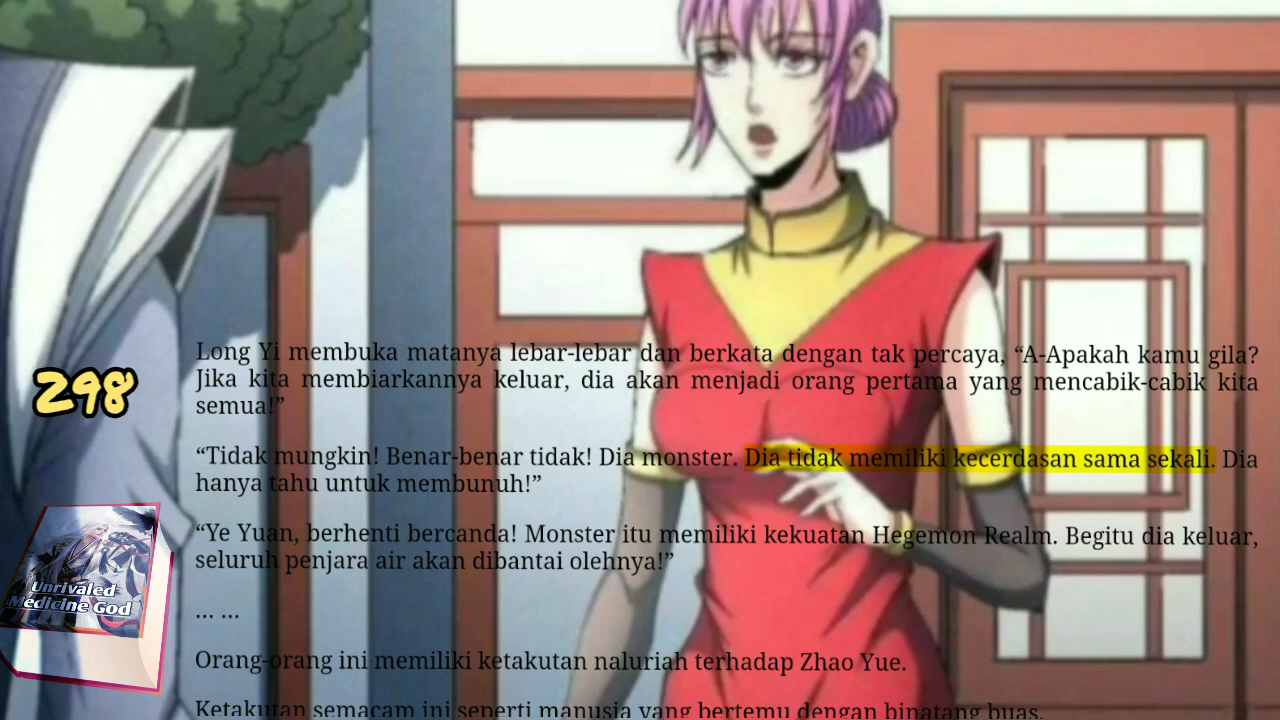 Long Yi membuka matanya lebar-lebar dan berkata dengan tak percaya, “A-Apakah kamu gila?
Jika kita membiarkannya keluar, dia akan menjadi orang pertama yang mencabik-cabik kita
semua!”
298
“Tidak mungkin! Benar-benar tidak! Dia monster. Dia tidak memiliki kecerdasan sama sekali. Dia
hanya tahu untuk membunuh!”
“Ye Yuan, berhenti bercanda! Monster itu memiliki kekuatan Hegemon Realm. Begitu dia keluar,
seluruh penjara air akan dibantai olehnya!”
Unrivaled
Medicine God
... ...
Orang-orang ini memiliki ketakutan naluriah terhadap Zhao Yue.
Ketakutan semacam ini seperti manusia yang bertemu dengan binatang buas.